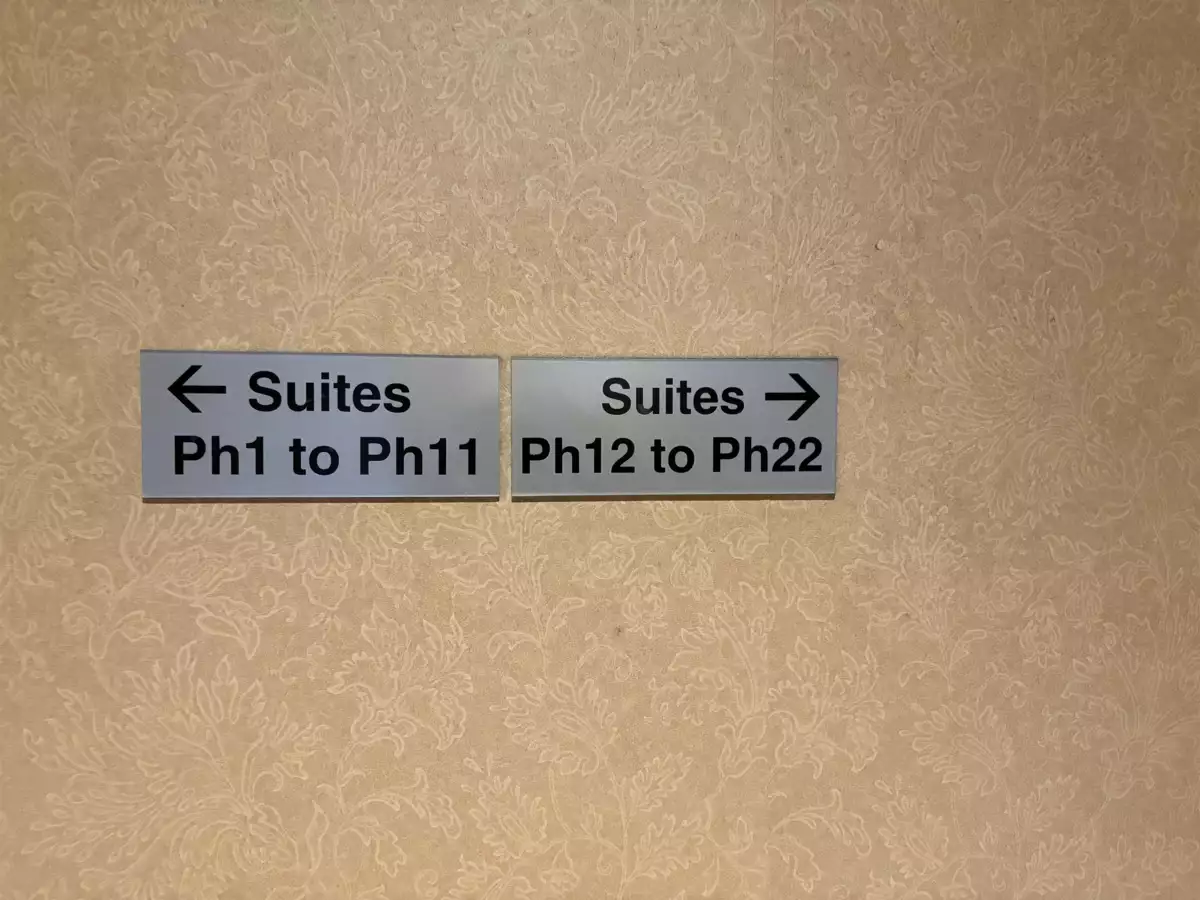 ← Suites
Ph1 to Ph11
Suites →
Ph12 to Ph22